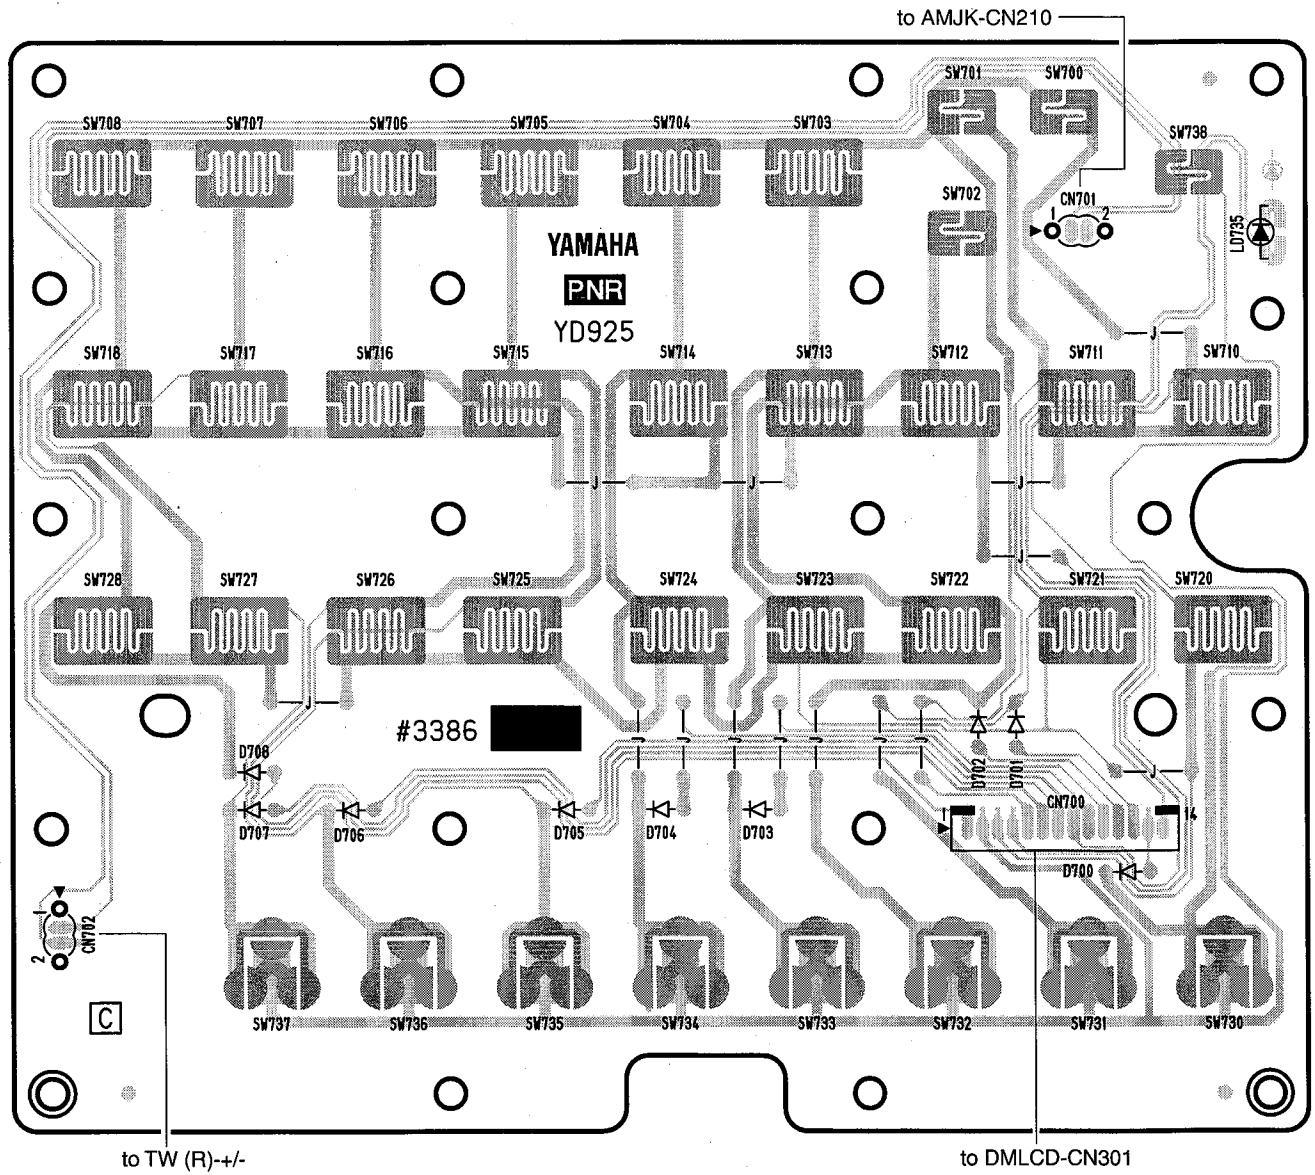 to AMJK-CN210
SW701 SW700
SW708 SW707 SW706 SW705 SW704 SW703
SW738
SW702
CN701
1 2
LD735
YAMAHA
PNR
YD925
J
SW718 SW717 SW716 SW715 SW714 SW713 SW712 SW711 SW710
J J J
J
SW728 SW727 SW726 SW725 SW724 SW723 SW722 SW721 SW720
J
#3386
J J J J J J J
D708
D702 D701
J
D707 D706 D705 D704 D703
CN700
1 14
D700
1
CN702
2
C
SW737 SW736 SW735 SW734 SW733 SW732 SW731 SW730
to TW (R)-+/-
to DMLCD-CN301